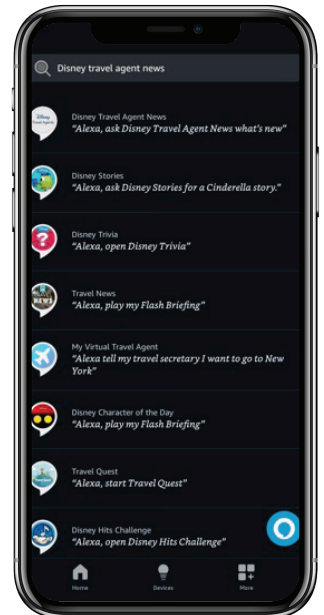 Disney travel agent news
Disney Travel Agent News
“Alexa, ask Disney Travel Agent News what's new”
Disney Stories
“Alexa, ask Disney Stories for a Cinderella story.”
Disney Trivia
“Alexa, open Disney Trivia”
NEWS
Travel News
“Alexa, play my Flash Briefing”
My Virtual Travel Agent
“Alexa tell my travel secretary I want to go to New
York”
Disney Character of the Day
“Alexa, play my Flash Briefing”
Travel Quest
“Alexa, start Travel Quest”
Disney Hits Challenge
“Alexa, open Disney Hits Challenge”
Home
Devices
More